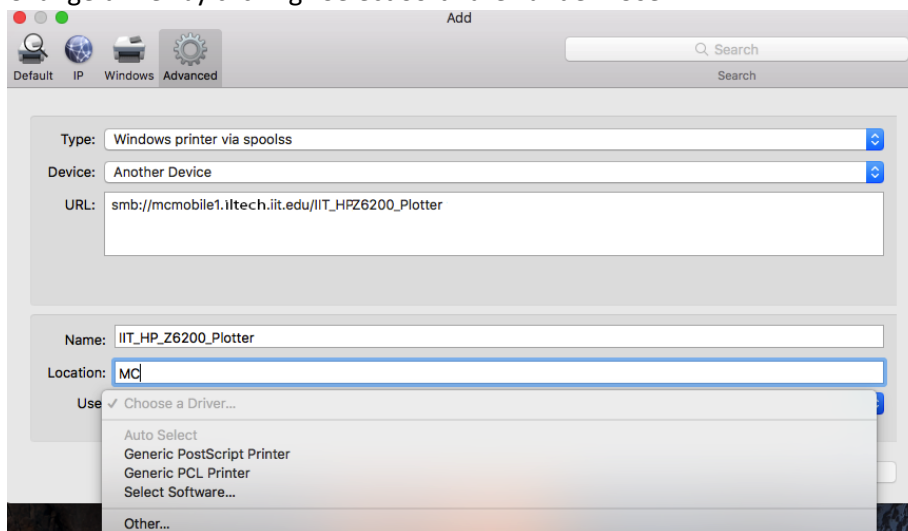 Add
Search
Default IP Windows Advanced
Search
Type: Windows printer via spoolss
Device: Another Device
URL: smb://mcmobile1.iltech.iit.edu/IIT_HPZ6200_Plotter
Name: IIT_HP_Z6200_Plotter
Location: MC
Use ✓ Choose a Driver...
Auto Select
Generic PostScript Printer
Generic PCL Printer
Select Software...
Other...